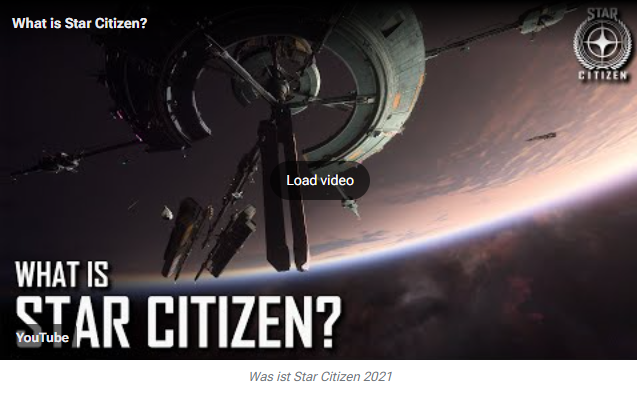 What is Star Citizen?
STAR
CITIZEN
Load video
WHAT IS
STAR CITIZEN?
YouTube
Was ist Star Citizen 2021